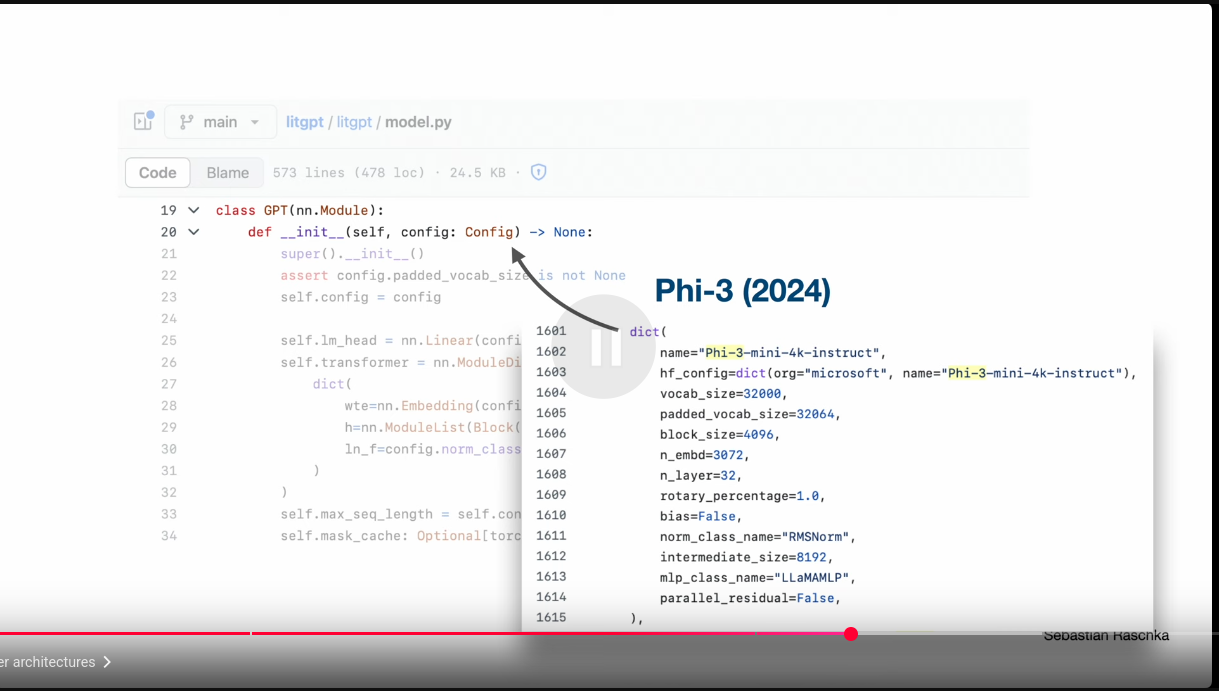 main
litgpt / litgpt / model.py
Code Blame 573 lines (478 loc) · 24.5 KB ·
19 class GPT(nn.Module):
20 def __init__(self, config: Config) -> None:
21 super().__init__()
22 assert config.padded_vocab_size is not None
23 self.config = config
24
25 self.lm_head = nn.Linear(confi
26 self.transformer = nn.ModuleDi
27 dict(
28 wte=nn.Embedding(confi
29 h=nn.ModuleList(Block(
30 ln_f=config.norm_class
31 )
32 )
33 self.max_seq_length = self.con
34 self.mask_cache: Optional[torc
Phi-3 (2024)
1601 dict(
1602 name="Phi-3-mini-4k-instruct",
1603 hf_config=dict(org="microsoft", name="Phi-3-mini-4k-instruct"),
1604 vocab_size=32000,
1605 padded_vocab_size=32064,
1606 block_size=4096,
1607 n_embd=3072,
1608 n_layer=32,
1609 rotary_percentage=1.0,
1610 bias=False,
1611 norm_class_name="RMSNorm",
1612 intermediate_size=8192,
1613 mlp_class_name="LLaMAMLP",
1614 parallel_residual=False,
1615 ),
Sebastian Raschka
er architectures